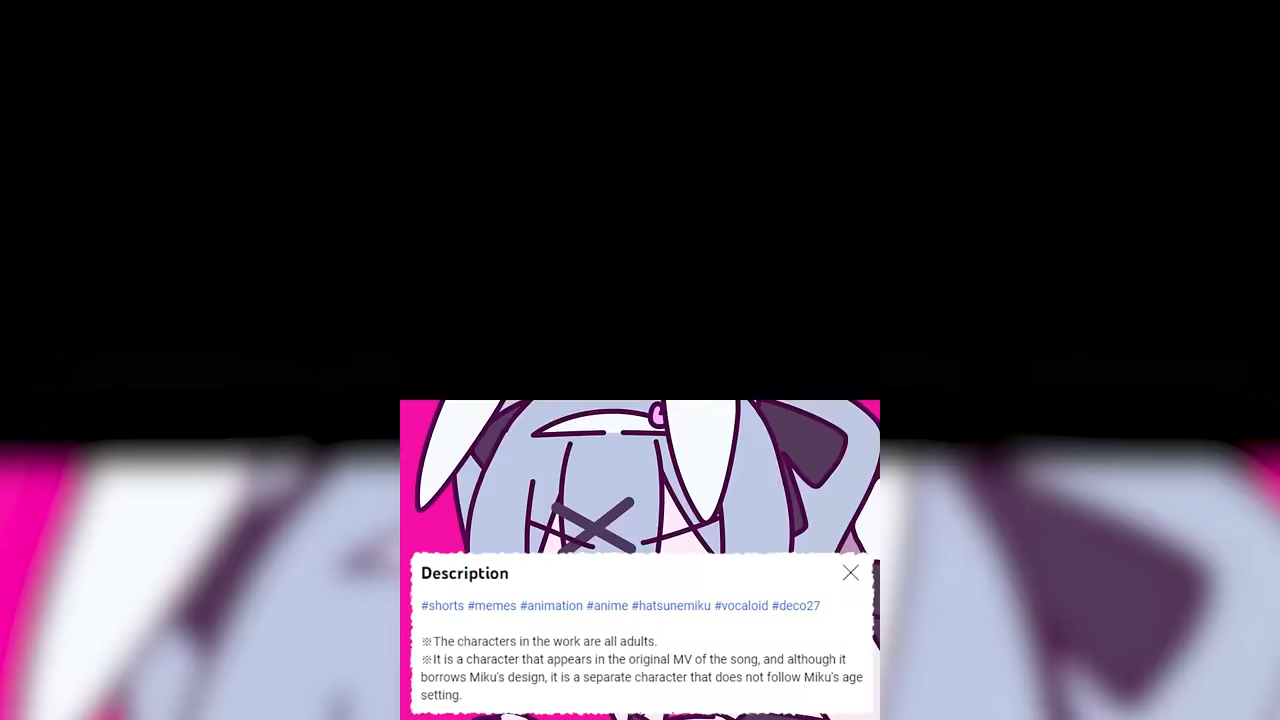 Description
#shorts #memes #animation #anime #hatsunemiku #vocaloid #deco27
※The characters in the work are all adults.
※It is a character that appears in the original MV of the song, and although it
borrows Miku's design, it is a separate character that does not follow Miku's age
setting.